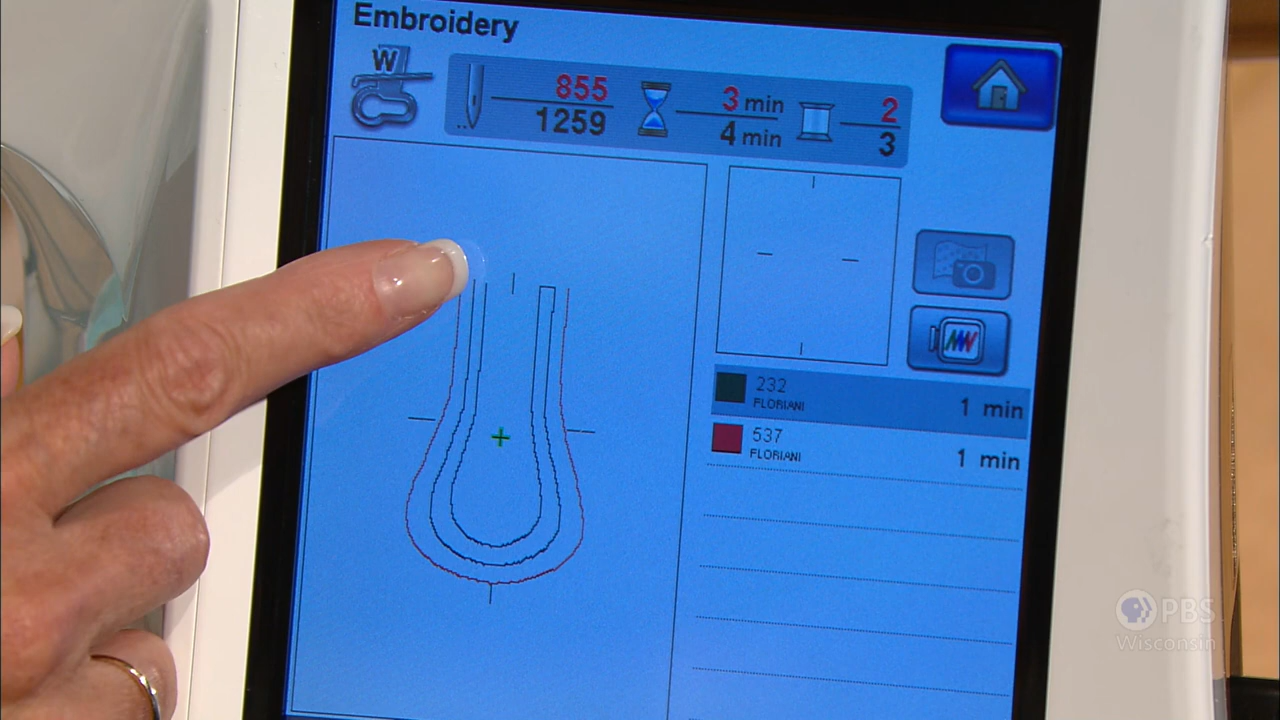 Embroidery
W
855
1259
3 min
4 min
2
3
232
FLORIANI
1 min
537
FLORIANI
1 min
PBS
Wisconsin